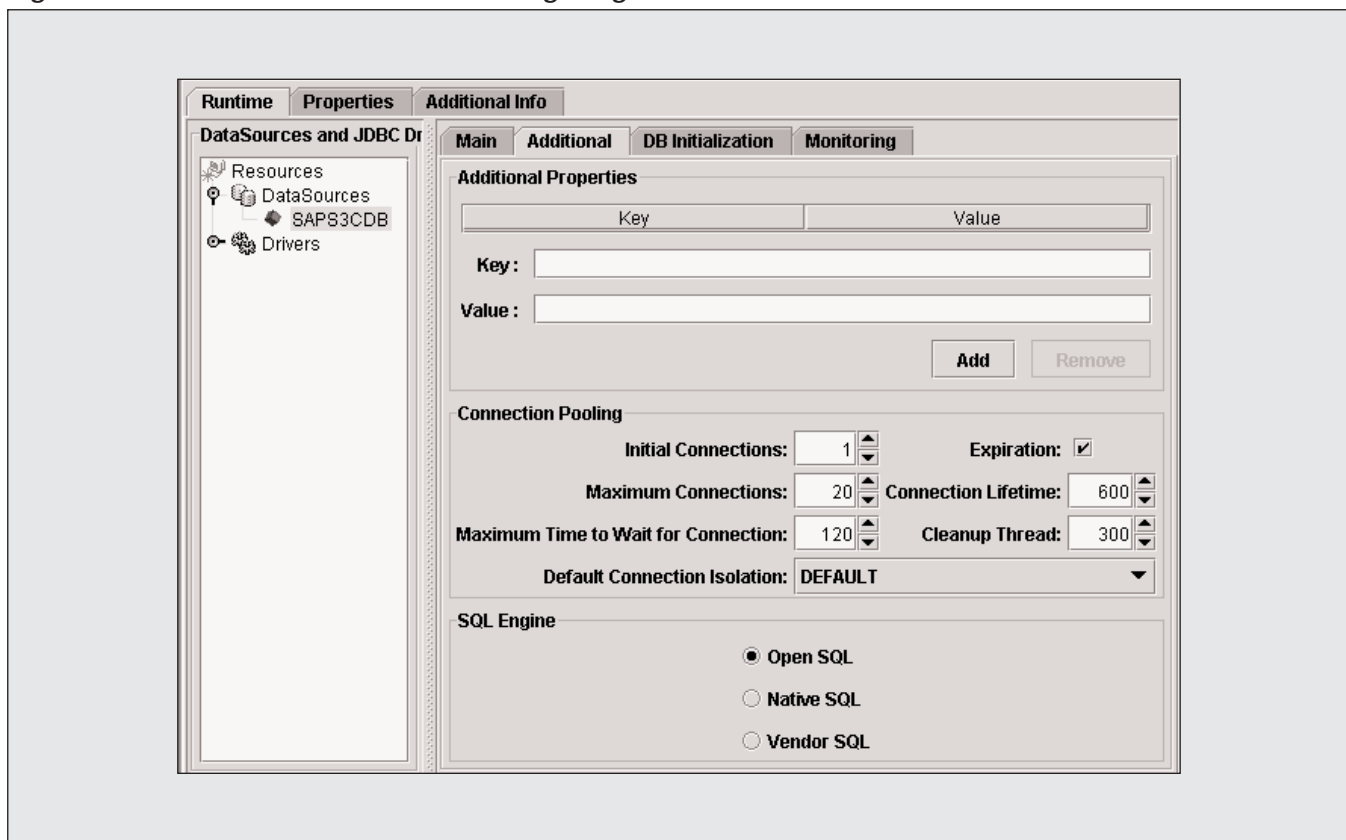 Runtime Properties Additional Info
DataSources and JDBC Dr
Resources
DataSources
SAPS3CDB
Drivers
Main Additional DB Initialization Monitoring
Additional Properties
Key Value
Key :
Value :
Add Remove
Connection Pooling
Initial Connections: 1 Expiration:
Maximum Connections: 20 Connection Lifetime: 600
Maximum Time to Wait for Connection: 120 Cleanup Thread: 300
Default Connection Isolation: DEFAULT
SQL Engine
Open SQL
Native SQL
Vendor SQL